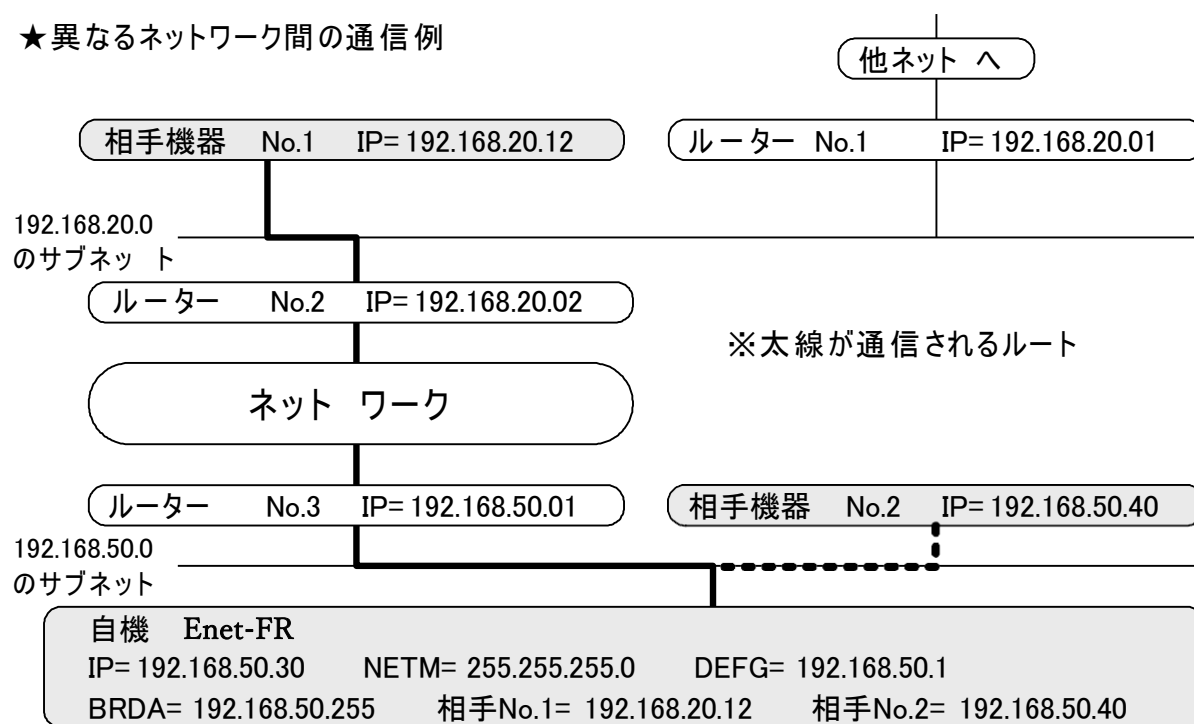 ★異なるネットワーク間の通信例
他ネット へ
相手機器 No.1 IP=192.168.20.12
ルーター No.1 IP=192.168.20.01
192.168.20.0
のサブネット
ルーター No.2 IP=192.168.20.02
※太線が通信されるルート
ネットワーク
ルーター No.3 IP=192.168.50.01
相手機器 No.2 IP=192.168.50.40
192.168.50.0
のサブネット
自機 Enet-FR
IP=192.168.50.30 NETM=255.255.255.0 DEFG=192.168.50.1
BRDA=192.168.50.255 相手No.1=192.168.20.12 相手No.2=192.168.50.40